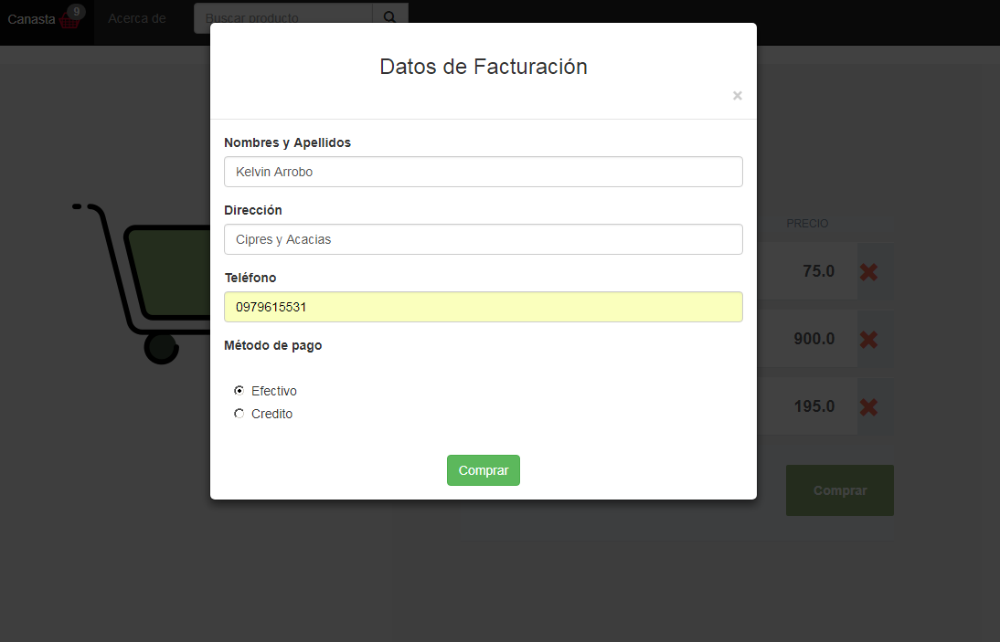 Canasta 9 Acerca de Buscar producto
Datos de Facturación
×
Nombres y Apellidos
Kelvin Arrobo
Dirección
Cipres y Acacias
PRECIO
75.0
Teléfono
0979615531
900.0
Método de pago
Efectivo
195.0
Credito
Comprar
Comprar